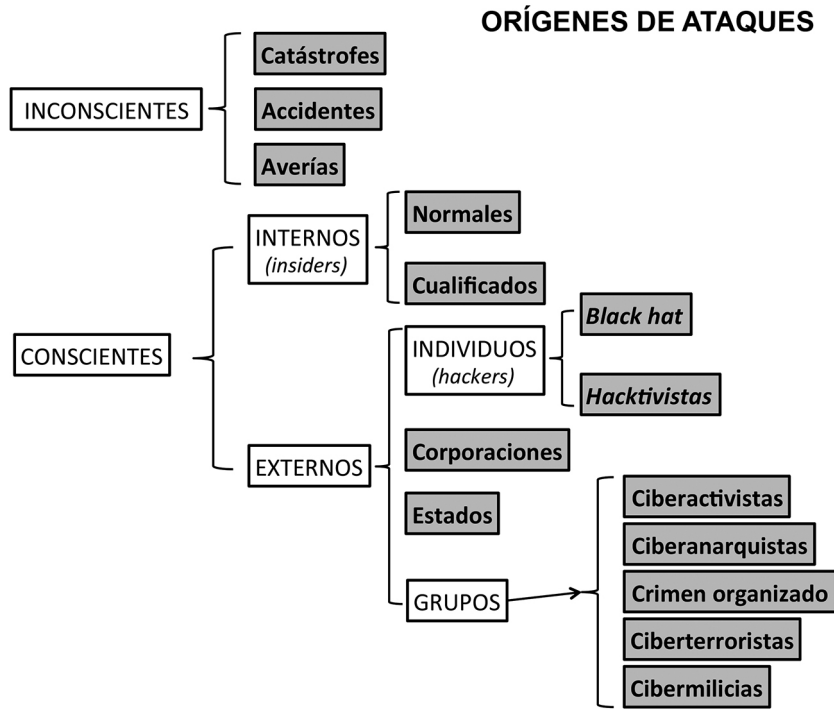 ORÍGENES DE ATAQUES
INCONSCIENTES
Catástrofes
Accidentes
Averías
CONSCIENTES
INTERNOS
(insiders)
Normales
Cualificados
EXTERNOS
INDIVIDUOS
(hackers)
Black hat
Hacktivistas
Corporaciones
Estados
GRUPOS
Ciberactivistas
Ciberanarquistas
Crimen organizado
Ciberterroristas
Cibermilicias